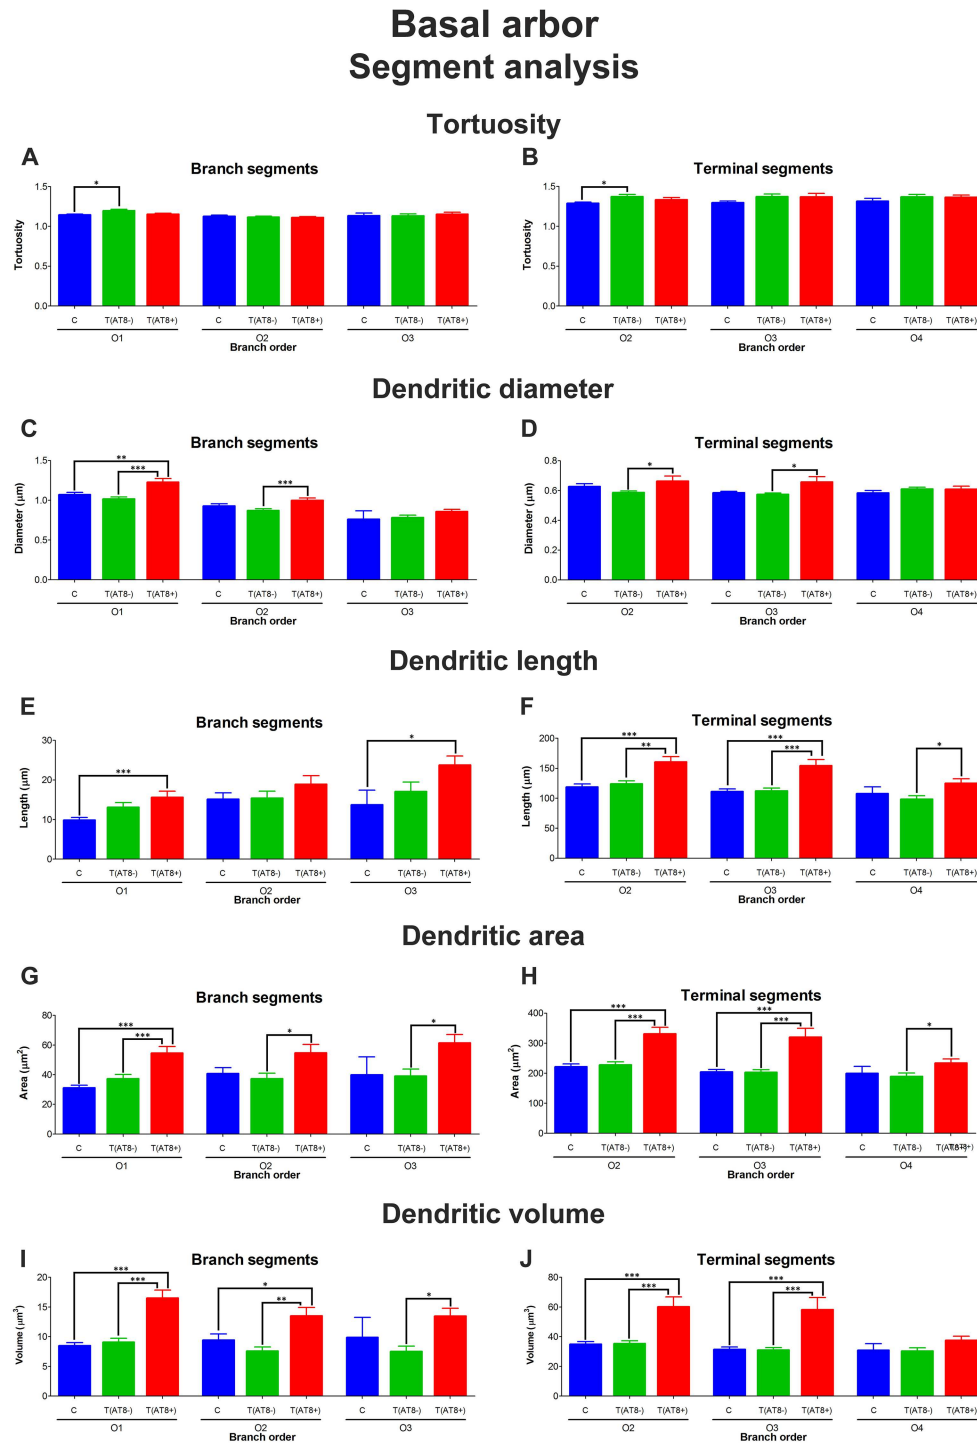 Basal arbor
Segment analysis
Tortuosity
A
Branch segments
*
Tortuosity
1.5
1.0
0.5
0.0
C T(AT8-) T(AT8+) C T(AT8-) T(AT8+) C T(AT8-) T(AT8+)
O1 O2 O3
Branch order
B
Terminal segments
*
Tortuosity
1.5
1.0
0.5
0.0
C T(AT8-) T(AT8+) C T(AT8-) T(AT8+) C T(AT8-) T(AT8+)
O2 O3 O4
Branch order
Dendritic diameter
C
Branch segments
** *** ***
Diameter (μm)
1.5
1.0
0.5
0.0
C T(AT8-) T(AT8+) C T(AT8-) T(AT8+) C T(AT8-) T(AT8+)
O1 O2 O3
Branch order
D
Terminal segments
* *
Diameter (μm)
0.8
0.6
0.4
0.2
0.0
C T(AT8-) T(AT8+) C T(AT8-) T(AT8+) C T(AT8-) T(AT8+)
O2 O3 O4
Branch order
Dendritic length
E
Branch segments
*** *
Length (μm)
30
20
10
0
C T(AT8-) T(AT8+) C T(AT8-) T(AT8+) C T(AT8-) T(AT8+)
O1 O2 O3
Branch order
F
Terminal segments
*** ** *** *** *
Length (μm)
200
150
100
50
0
C T(AT8-) T(AT8+) C T(AT8-) T(AT8+) C T(AT8-) T(AT8+)
O2 O3 O4
Branch order
Dendritic area
G
Branch segments
*** *** * *
Area (μm²)
80
60
40
20
0
C T(AT8-) T(AT8+) C T(AT8-) T(AT8+) C T(AT8-) T(AT8+)
O1 O2 O3
Branch order
H
Terminal segments
*** *** *** *** *
Area (μm²)
400
300
200
100
0
C T(AT8-) T(AT8+) C T(AT8-) T(AT8+) C T(AT8-) T(AT8+)
O2 O3 O4
Branch order
Dendritic volume
I
Branch segments
*** *** * ** *
Volume (μm³)
20
15
10
5
0
C T(AT8-) T(AT8+) C T(AT8-) T(AT8+) C T(AT8-) T(AT8+)
O1 O2 O3
Branch order
J
Terminal segments
*** *** *** ***
Volume (μm³)
80
60
40
20
0
C T(AT8-) T(AT8+) C T(AT8-) T(AT8+) C T(AT8-) T(AT8+)
O2 O3 O4
Branch order